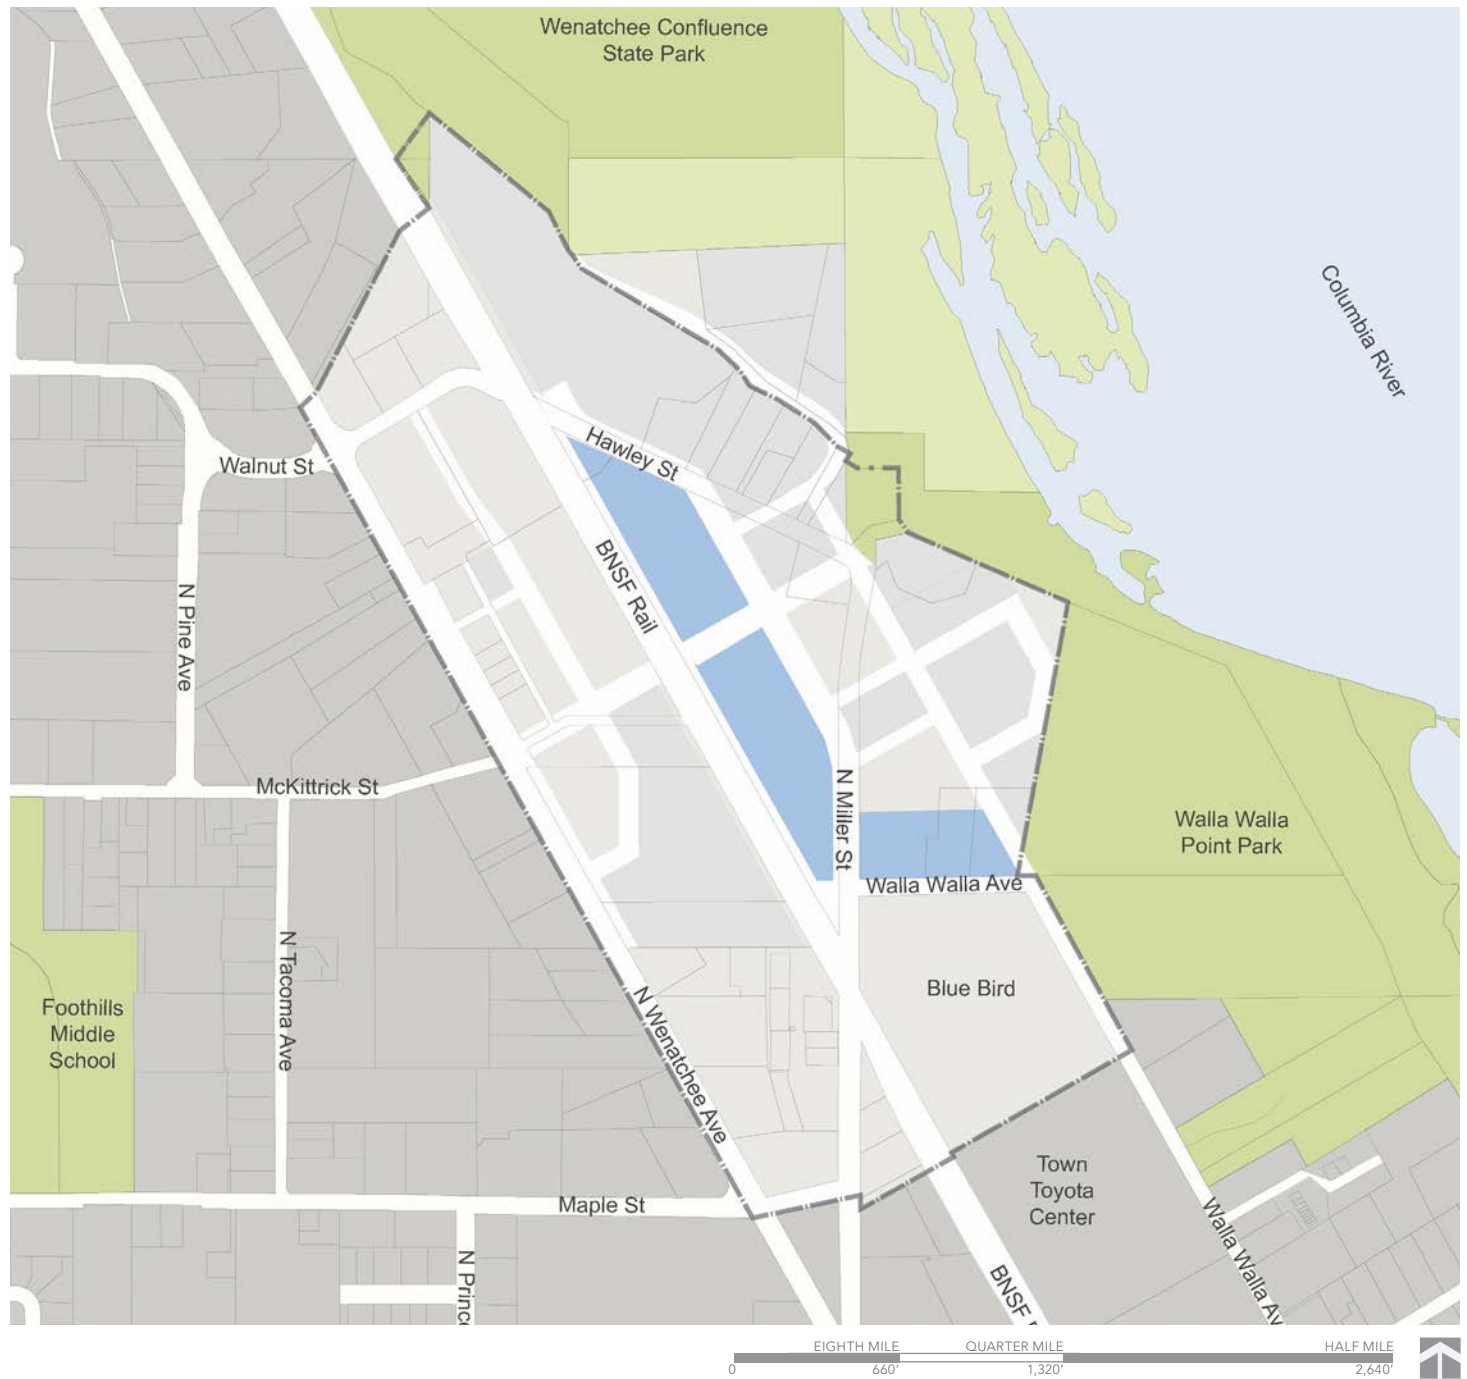 Wenatchee Confluence
State Park
Columbia River
Hawley St
Walnut St
BNSF Rail
N Pine Ave
McKittrick St
N Miller St
Walla Walla
Point Park
Walla Walla Ave
N Tacoma Ave
Blue Bird
Foothills
Middle
School
N Wenatchee Ave
Town
Toyota
Center
Maple St
Walla Walla Av
N Princ
BNSF
EIGHTH MILE QUARTER MILE HALF MILE
0 660' 1,320' 2,640'